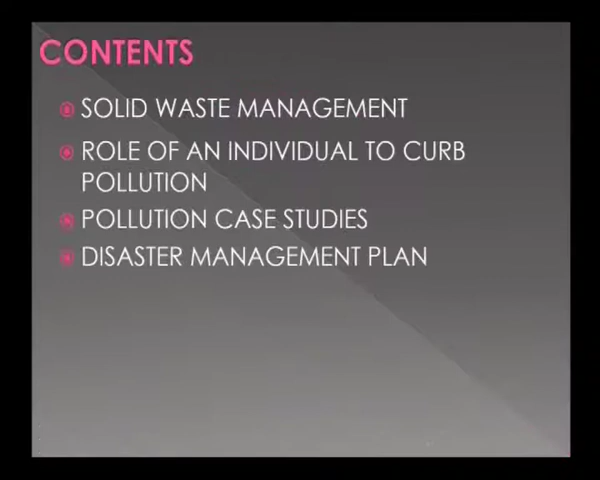 CONTENTS
SOLID WASTE MANAGEMENT
ROLE OF AN INDIVIDUAL TO CURB
POLLUTION
POLLUTION CASE STUDIES
DISASTER MANAGEMENT PLAN